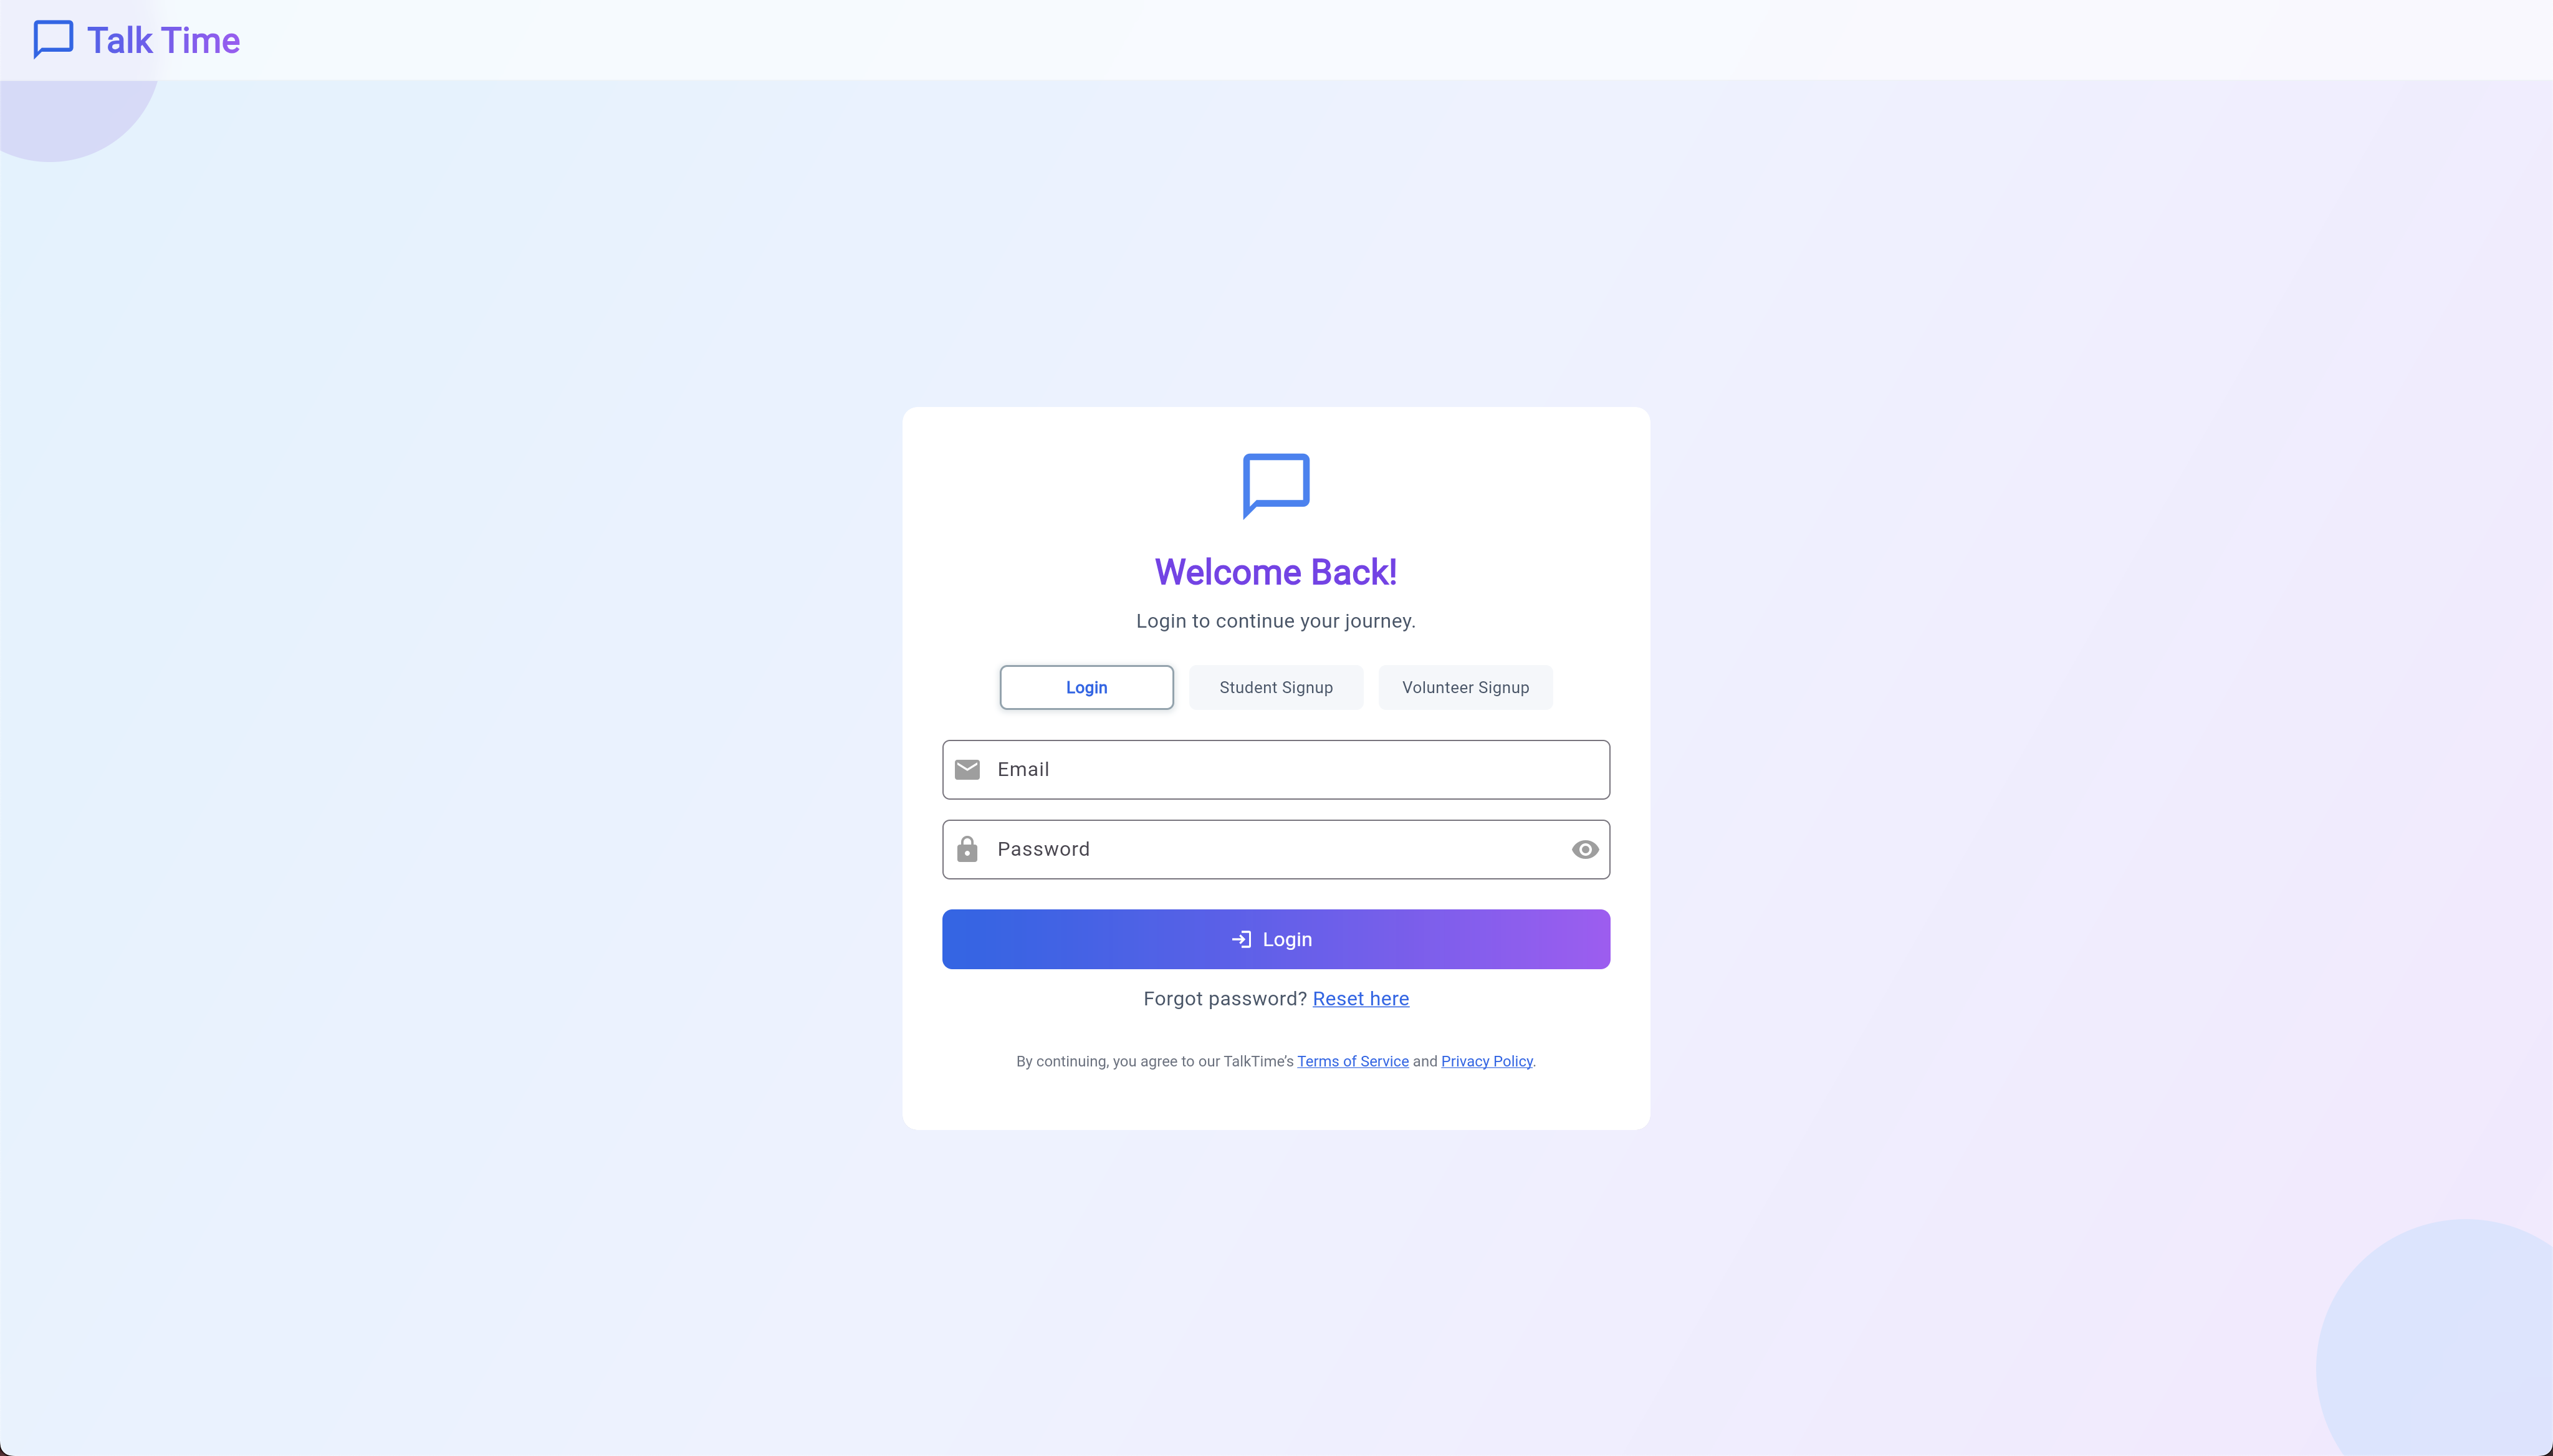 Talk Time
Welcome Back!
Login to continue your journey.
Login
Student Signup
Volunteer Signup
Email
Password
Login
Forgot password? Reset here
By continuing, you agree to our TalkTime’s Terms of Service and Privacy Policy.